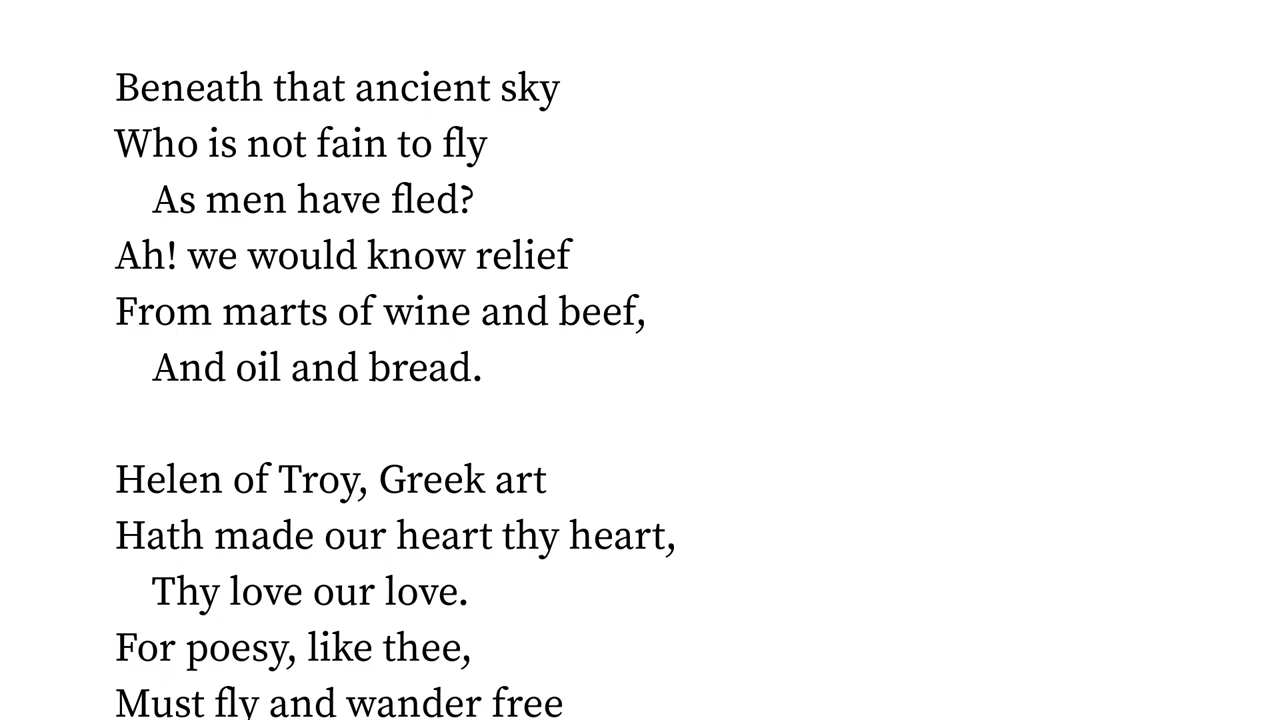 Beneath that ancient sky
Who is not fain to fly
As men have fled?
Ah! we would know relief
From marts of wine and beef,
And oil and bread.

Helen of Troy, Greek art
Hath made our heart thy heart,
Thy love our love.
For poesy, like thee,
Must fly and wander free